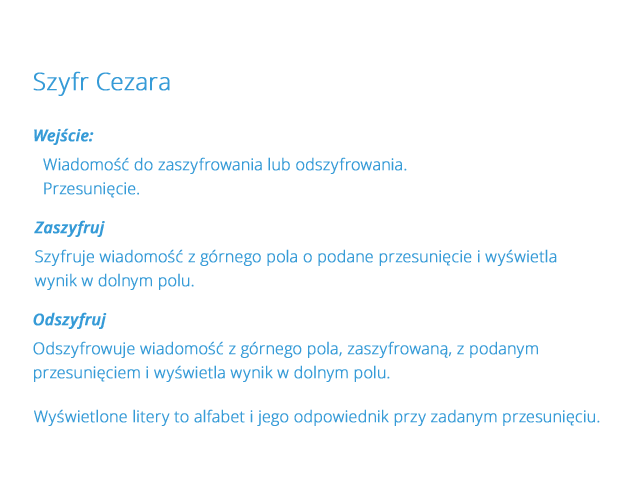 Szyfr Cezara
Wejście:
Wiadomość do zaszyfrowania lub odszyfrowania.
Przesunięcie.
Zaszyfruj
Szyfruje wiadomość z górnego pola o podane przesunięcie i wyświetla
wynik w dolnym polu.
Odszyfruj
Odszyfrowuje wiadomość z górnego pola, zaszyfrowaną, z podanym
przesunięciem i wyświetla wynik w dolnym polu.
Wyświetlone litery to alfabet i jego odpowiednik przy zadanym przesunięciu.